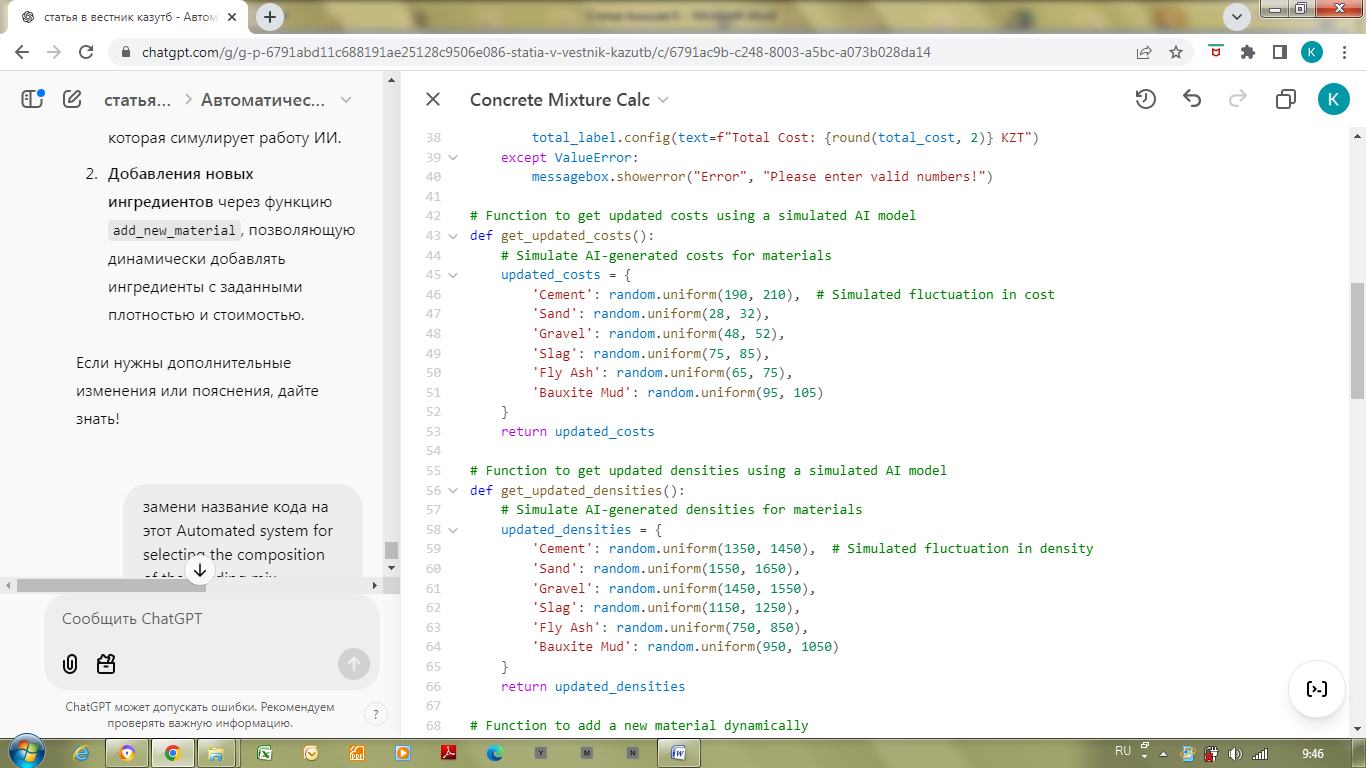 статья в вестник казутб - Автом
chatgpt.com/g/g-p-6791abd11c688191ae25128c9506e086-statia-v-vestnik-kazutb/c/6791ac9b-c248-8003-a5bc-a073b028da14
K
статья... > Автоматичес...
которая симулирует работу ИИ.
2. Добавления новых
ингредиентов через функцию
add_new_material, позволяющую
динамически добавлять
ингредиенты с заданными
плотностью и стоимостью.
Если нужны дополнительные
изменения или пояснения, дайте
знать!
замени название кода на
этот Automated system for
selecting the composition
Сообщить ChatGPT
ChatGPT может допускать ошибки. Рекомендуем
проверять важную информацию.
?
Concrete Mixture Calc
K
38 total_label.config(text=f"Total Cost: {round(total_cost, 2)} KZT")
39 except ValueError:
40 messagebox.showerror("Error", "Please enter valid numbers!")
41
42 # Function to get updated costs using a simulated AI model
43 def get_updated_costs():
44 # Simulate AI-generated costs for materials
45 updated_costs = {
46 'Cement': random.uniform(190, 210), # Simulated fluctuation in cost
47 'Sand': random.uniform(28, 32),
48 'Gravel': random.uniform(48, 52),
49 'Slag': random.uniform(75, 85),
50 'Fly Ash': random.uniform(65, 75),
51 'Bauxite Mud': random.uniform(95, 105)
52 }
53 return updated_costs
54
55 # Function to get updated densities using a simulated AI model
56 def get_updated_densities():
57 # Simulate AI-generated densities for materials
58 updated_densities = {
59 'Cement': random.uniform(1350, 1450), # Simulated fluctuation in density
60 'Sand': random.uniform(1550, 1650),
61 'Gravel': random.uniform(1450, 1550),
62 'Slag': random.uniform(1150, 1250),
63 'Fly Ash': random.uniform(750, 850),
64 'Bauxite Mud': random.uniform(950, 1050)
65 }
66 return updated_densities
67
68 # Function to add a new material dynamically
Y M N
RU
9:46